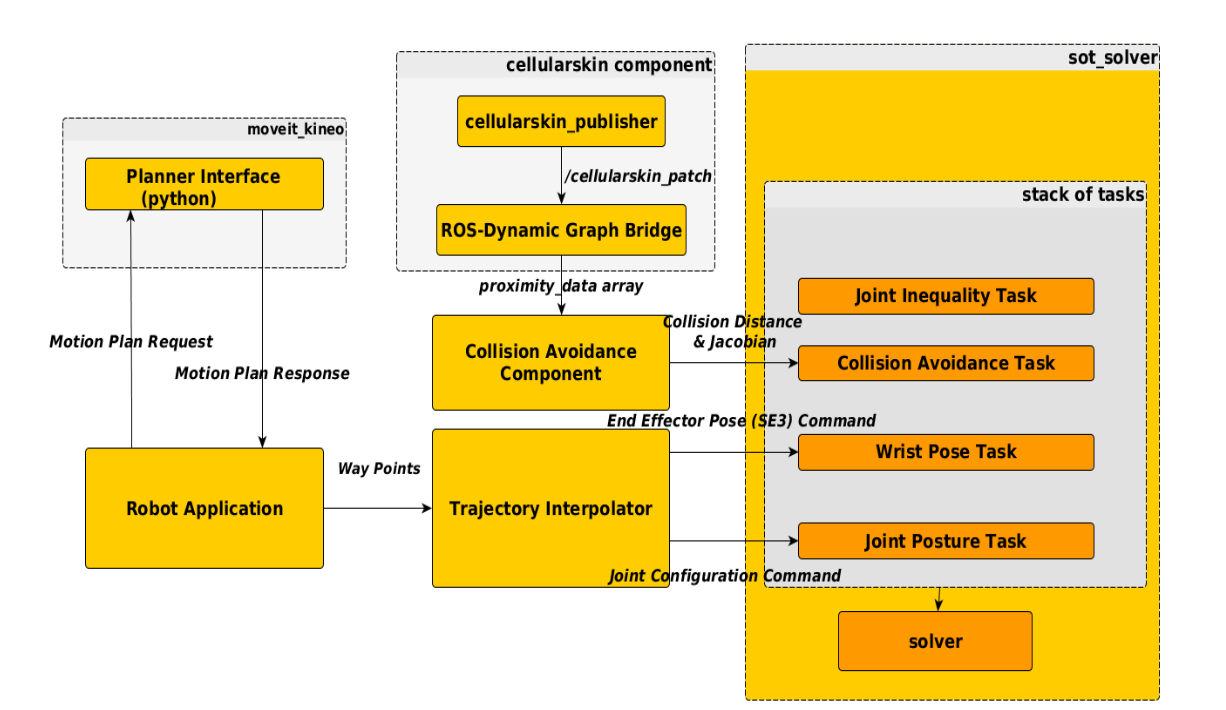 sot_solver
cellularskin component
cellularskin_publisher
moveit_kineo
Planner Interface
(python)
/cellularskin_patch
stack of tasks
ROS-Dynamic Graph Bridge
proximity_data array
Joint Inequality Task
Motion Plan Request
Collision Distance
& Jacobian
Collision Avoidance
Component
Collision Avoidance Task
Motion Plan Response
End Effector Pose (SE3) Command
Wrist Pose Task
Way Points
Robot Application
Trajectory Interpolator
Joint Posture Task
Joint Configuration Command
solver